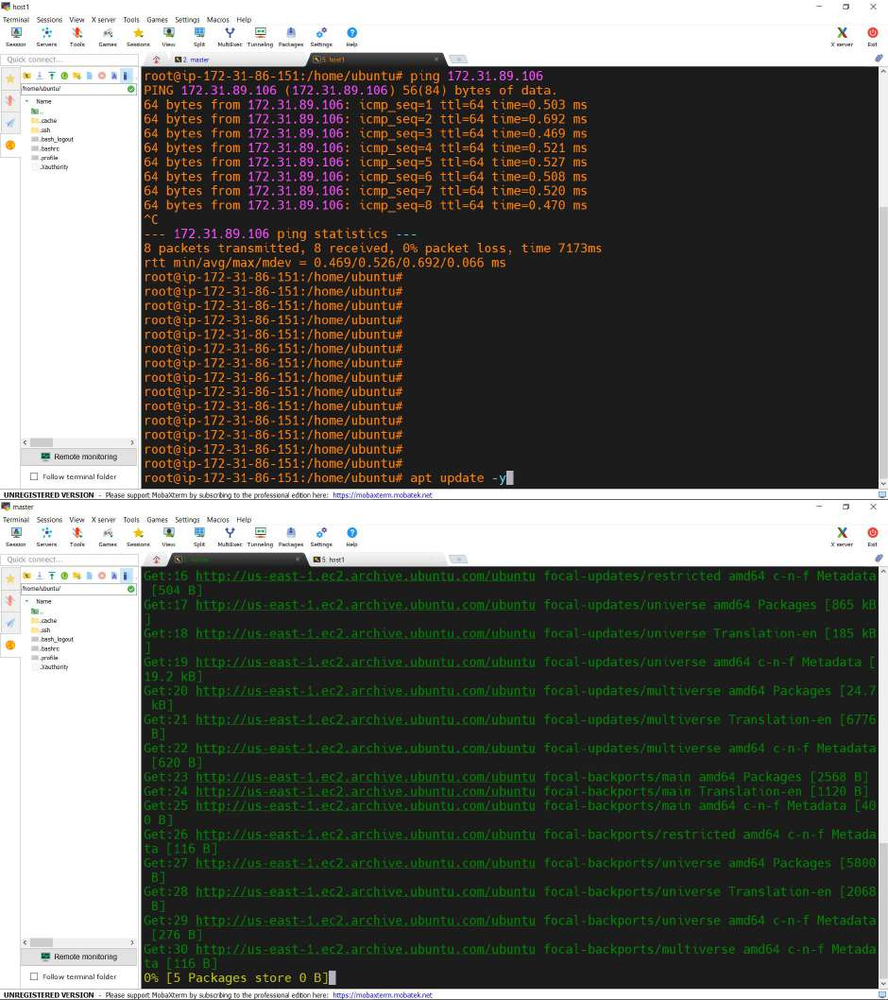 host1
Terminal Sessions View X server Tools Games Settings Macros Help
Session Servers Tools Games Sessions View Split MultiExec Tunneling Packages Settings Help X server Exit
Quick connect...
2. master
5. host1
/home/ubuntu/
Name
..
.cache
.ssh
.bash_logout
.bashrc
.profile
.Xauthority
Remote monitoring
Follow terminal folder
root@ip-172-31-86-151:/home/ubuntu# ping 172.31.89.106
PING 172.31.89.106 (172.31.89.106) 56(84) bytes of data.
64 bytes from 172.31.89.106: icmp_seq=1 ttl=64 time=0.503 ms
64 bytes from 172.31.89.106: icmp_seq=2 ttl=64 time=0.692 ms
64 bytes from 172.31.89.106: icmp_seq=3 ttl=64 time=0.469 ms
64 bytes from 172.31.89.106: icmp_seq=4 ttl=64 time=0.521 ms
64 bytes from 172.31.89.106: icmp_seq=5 ttl=64 time=0.527 ms
64 bytes from 172.31.89.106: icmp_seq=6 ttl=64 time=0.508 ms
64 bytes from 172.31.89.106: icmp_seq=7 ttl=64 time=0.520 ms
64 bytes from 172.31.89.106: icmp_seq=8 ttl=64 time=0.470 ms
^C
--- 172.31.89.106 ping statistics ---
8 packets transmitted, 8 received, 0% packet loss, time 7173ms
rtt min/avg/max/mdev = 0.469/0.526/0.692/0.066 ms
root@ip-172-31-86-151:/home/ubuntu#
root@ip-172-31-86-151:/home/ubuntu#
root@ip-172-31-86-151:/home/ubuntu#
root@ip-172-31-86-151:/home/ubuntu#
root@ip-172-31-86-151:/home/ubuntu#
root@ip-172-31-86-151:/home/ubuntu#
root@ip-172-31-86-151:/home/ubuntu#
root@ip-172-31-86-151:/home/ubuntu#
root@ip-172-31-86-151:/home/ubuntu#
root@ip-172-31-86-151:/home/ubuntu#
root@ip-172-31-86-151:/home/ubuntu#
root@ip-172-31-86-151:/home/ubuntu#
root@ip-172-31-86-151:/home/ubuntu#
root@ip-172-31-86-151:/home/ubuntu#
root@ip-172-31-86-151:/home/ubuntu# apt update -y
UNREGISTERED VERSION - Please support MobaXterm by subscribing to the professional edition here: https://mobaxterm.mobatek.net
master
Terminal Sessions View X server Tools Games Settings Macros Help
Session Servers Tools Games Sessions View Split MultiExec Tunneling Packages Settings Help X server Exit
Quick connect...
5. host1
/home/ubuntu/
Name
..
.cache
.ssh
.bash_logout
.bashrc
.profile
.Xauthority
Remote monitoring
Follow terminal folder
Get:16 http://us-east-1.ec2.archive.ubuntu.com/ubuntu focal-updates/restricted amd64 c-n-f Metadata
[504 B]
Get:17 http://us-east-1.ec2.archive.ubuntu.com/ubuntu focal-updates/universe amd64 Packages [865 kB
]
Get:18 http://us-east-1.ec2.archive.ubuntu.com/ubuntu focal-updates/universe Translation-en [185 kB
]
Get:19 http://us-east-1.ec2.archive.ubuntu.com/ubuntu focal-updates/universe amd64 c-n-f Metadata [
19.2 kB]
Get:20 http://us-east-1.ec2.archive.ubuntu.com/ubuntu focal-updates/multiverse amd64 Packages [24.7
kB]
Get:21 http://us-east-1.ec2.archive.ubuntu.com/ubuntu focal-updates/multiverse Translation-en [6776
B]
Get:22 http://us-east-1.ec2.archive.ubuntu.com/ubuntu focal-updates/multiverse amd64 c-n-f Metadata
[620 B]
Get:23 http://us-east-1.ec2.archive.ubuntu.com/ubuntu focal-backports/main amd64 Packages [2568 B]
Get:24 http://us-east-1.ec2.archive.ubuntu.com/ubuntu focal-backports/main Translation-en [1120 B]
Get:25 http://us-east-1.ec2.archive.ubuntu.com/ubuntu focal-backports/main amd64 c-n-f Metadata [40
0 B]
Get:26 http://us-east-1.ec2.archive.ubuntu.com/ubuntu focal-backports/restricted amd64 c-n-f Metada
ta [116 B]
Get:27 http://us-east-1.ec2.archive.ubuntu.com/ubuntu focal-backports/universe amd64 Packages [5800
B]
Get:28 http://us-east-1.ec2.archive.ubuntu.com/ubuntu focal-backports/universe Translation-en [2068
B]
Get:29 http://us-east-1.ec2.archive.ubuntu.com/ubuntu focal-backports/universe amd64 c-n-f Metadata
[276 B]
Get:30 http://us-east-1.ec2.archive.ubuntu.com/ubuntu focal-backports/multiverse amd64 c-n-f Metada
ta [116 B]
0% [5 Packages store 0 B]
UNREGISTERED VERSION - Please support MobaXterm by subscribing to the professional edition here: https://mobaxterm.mobatek.net